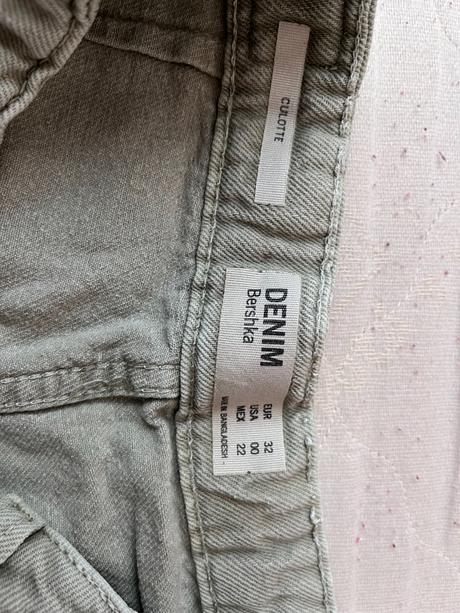 CULOTTE
DENIM
Bershka
EUR 32
USA 00
MEX 22
MADE IN BANGLADESH -